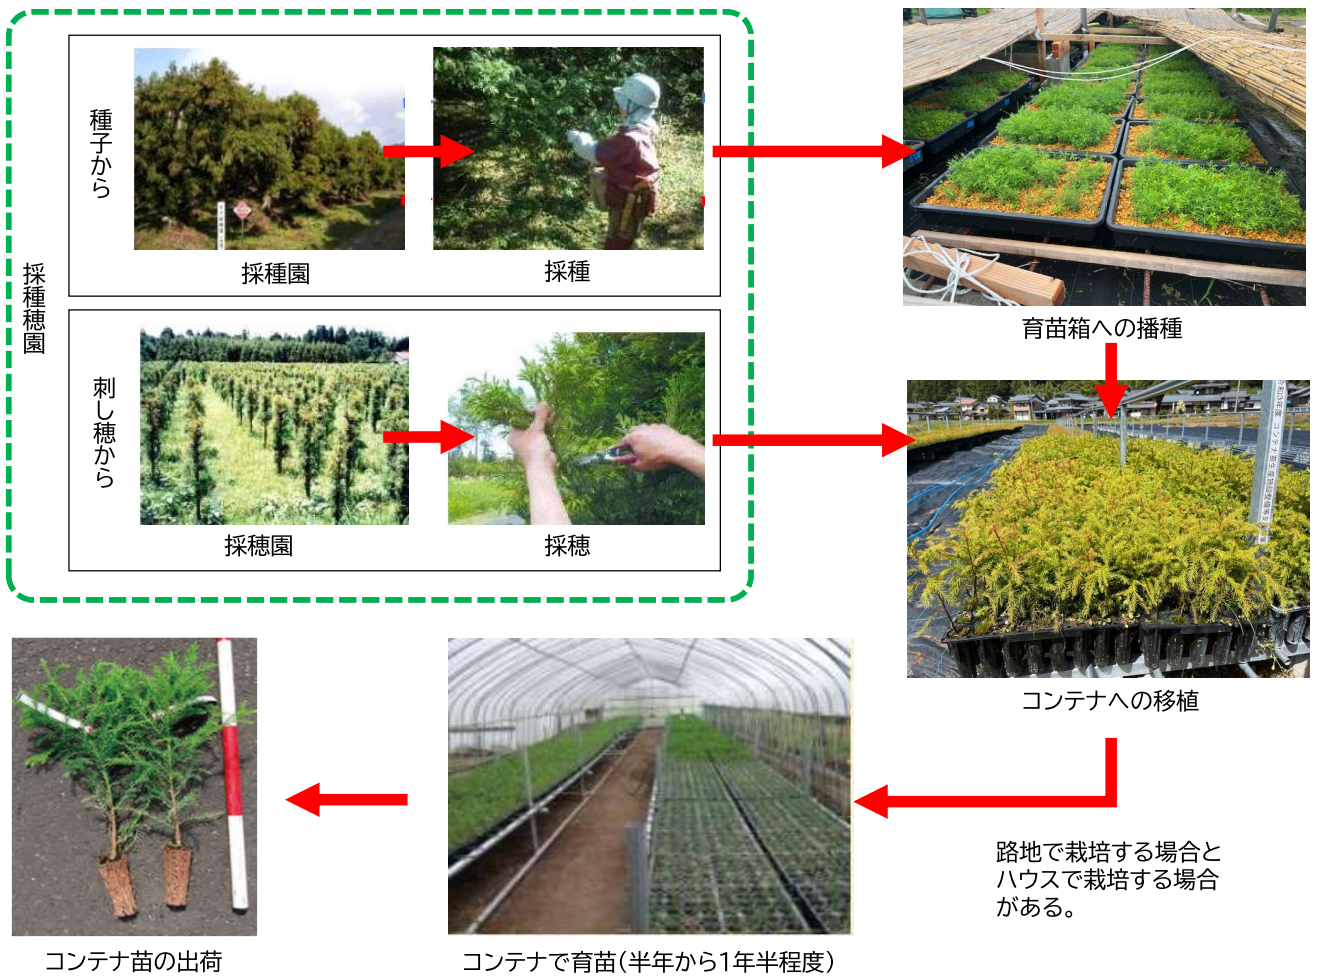 採種穂園
種子から
採種園
採種
育苗箱への播種
刺し穂から
採穂園
採穂
コンテナへの移植
路地で栽培する場合と
ハウスで栽培する場合
がある。
コンテナで育苗(半年から1年半程度)
コンテナ苗の出荷